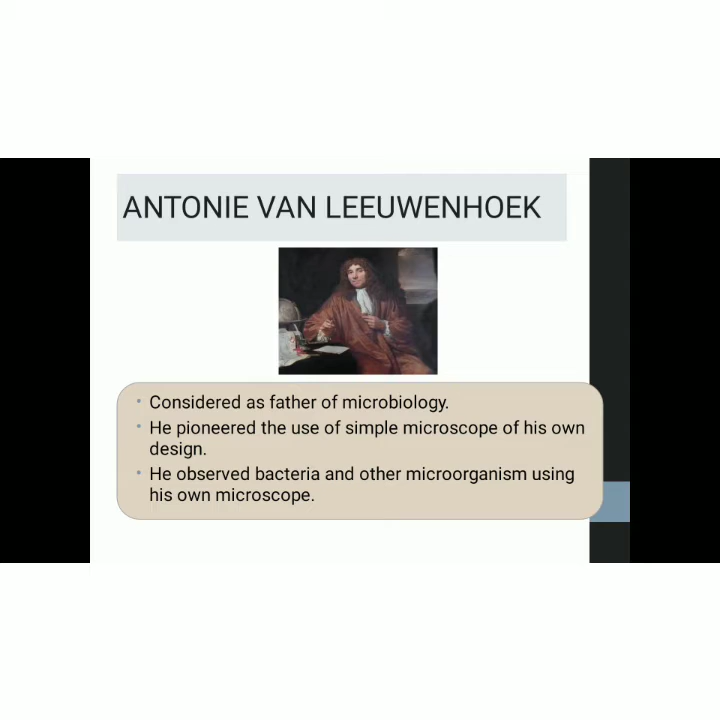 ANTONIE VAN LEEUWENHOEK
• Considered as father of microbiology.
• He pioneered the use of simple microscope of his own
design.
• He observed bacteria and other microorganism using
his own microscope.